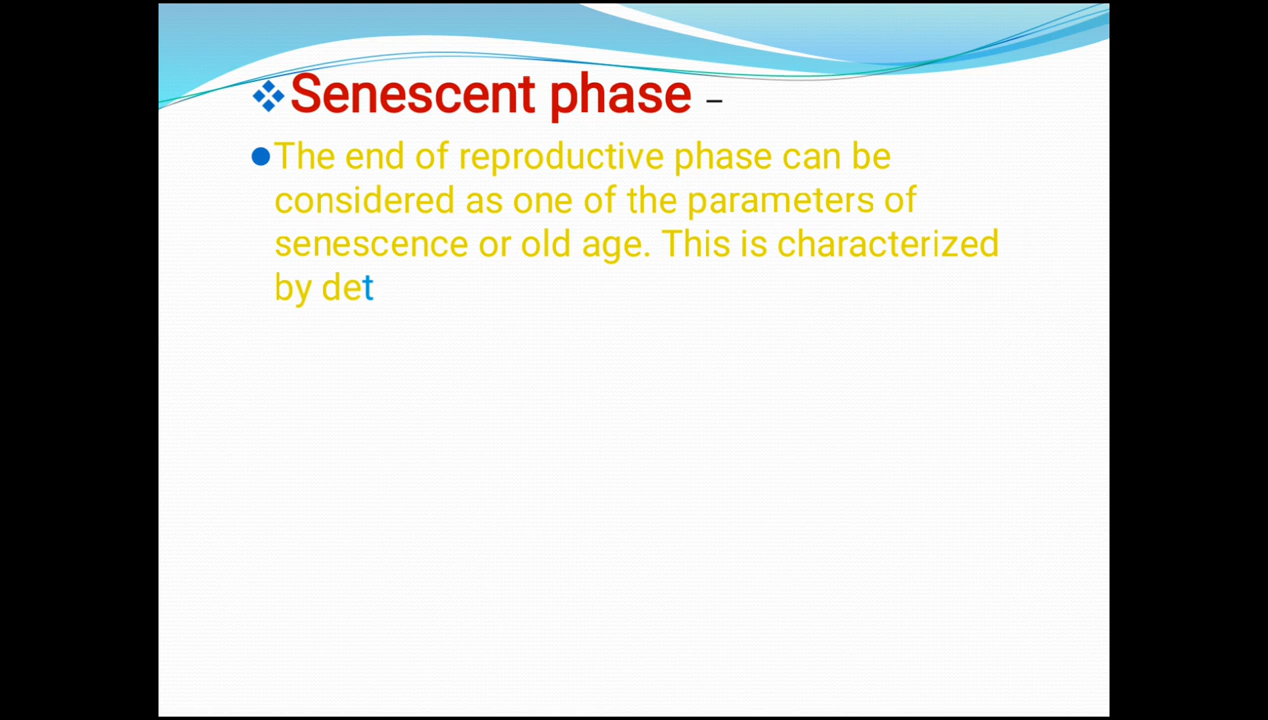 Senescent phase –
The end of reproductive phase can be
considered as one of the parameters of
senescence or old age. This is characterized
by det